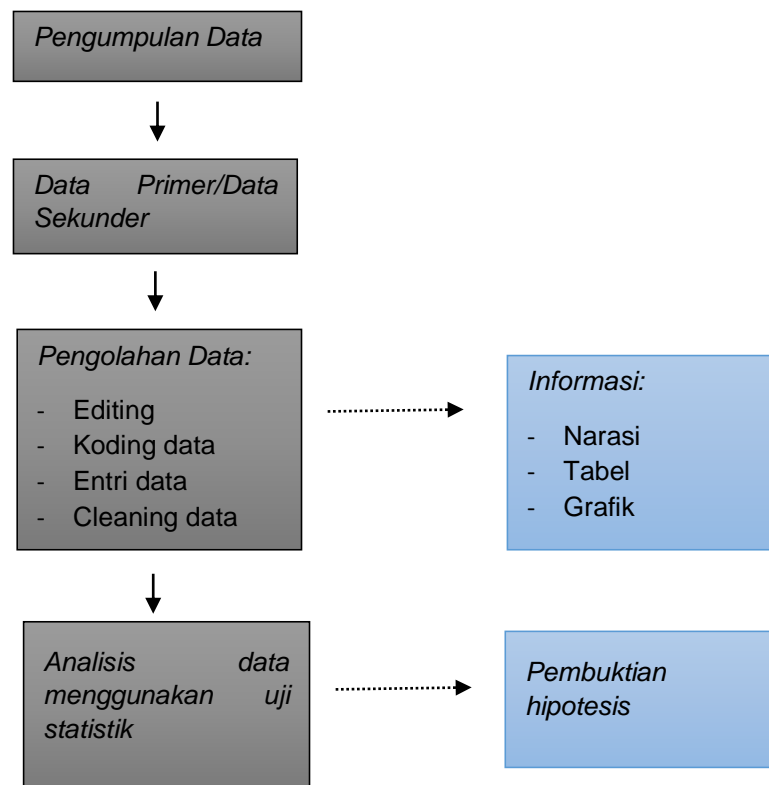 Pengumpulan Data
Data Primer/Data
Sekunder
Pengolahan Data:
- Editing
- Koding data
- Entri data
- Cleaning data
Informasi:
- Narasi
- Tabel
- Grafik
Analisis data
menggunakan uji
statistik
Pembuktian
hipotesis